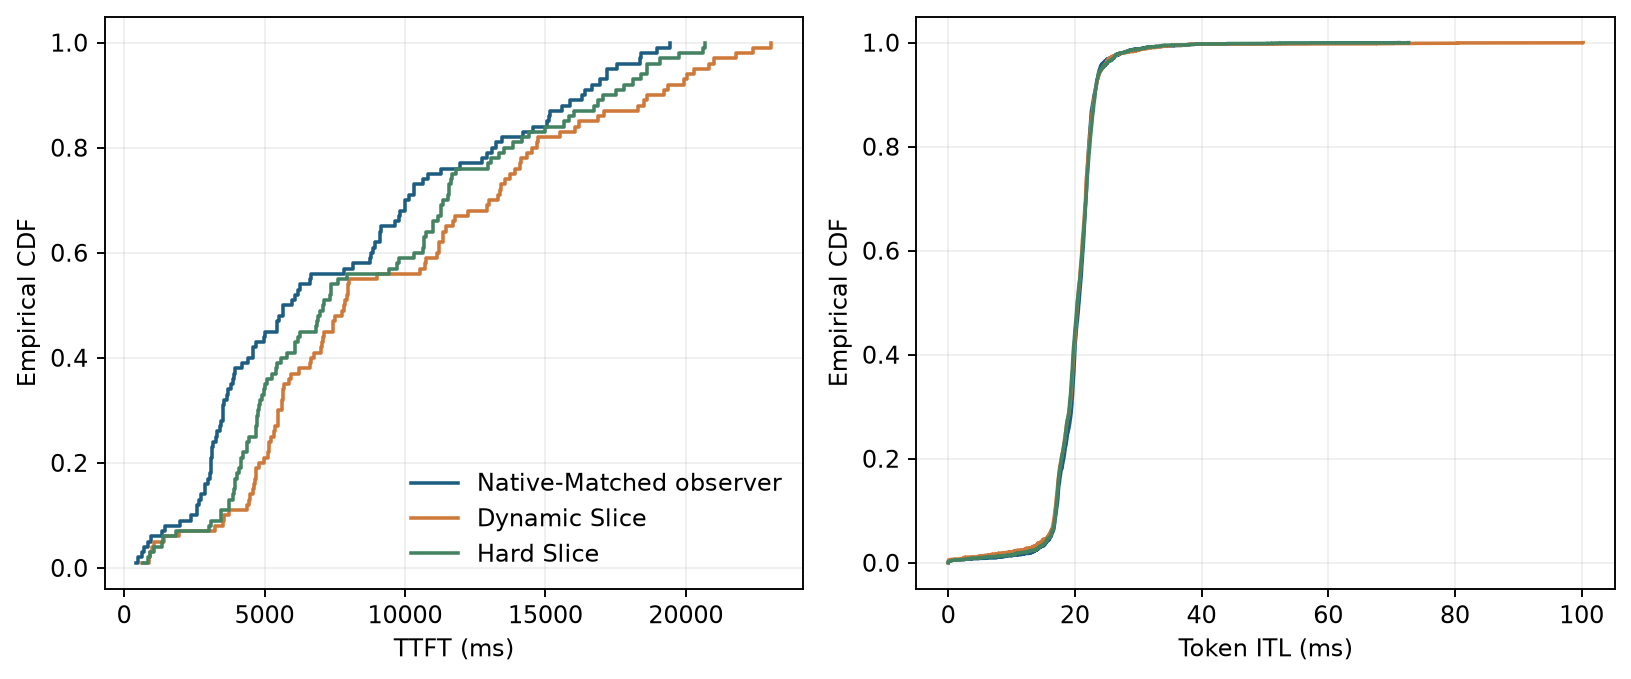 1.0
0.8
0.6
0.4
0.2
0.0
Empirical CDF
0 5000 10000 15000 20000
TTFT (ms)
Native-Matched observer
Dynamic Slice
Hard Slice
1.0
0.8
0.6
0.4
0.2
0.0
Empirical CDF
0 20 40 60 80 100
Token ITL (ms)